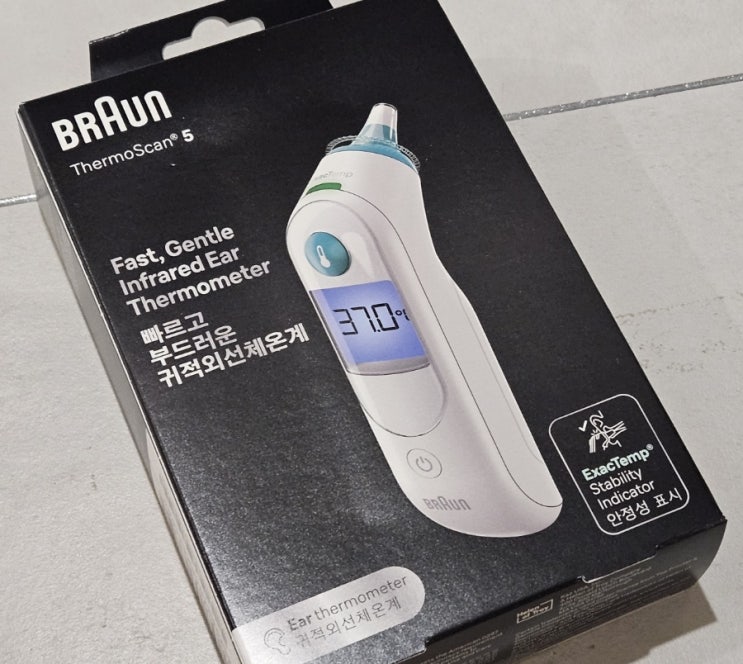 BRAUN
ThermoScan® 5
Fast, Gentle
Infrared Ear
Thermometer
빠르고
부드러운
귀적외선체온계
ExacTemp
37.0°C
BRAUN
ExacTemp®
Stability
Indicator
안정성 표시
Ear thermometer
귀적외선체온계